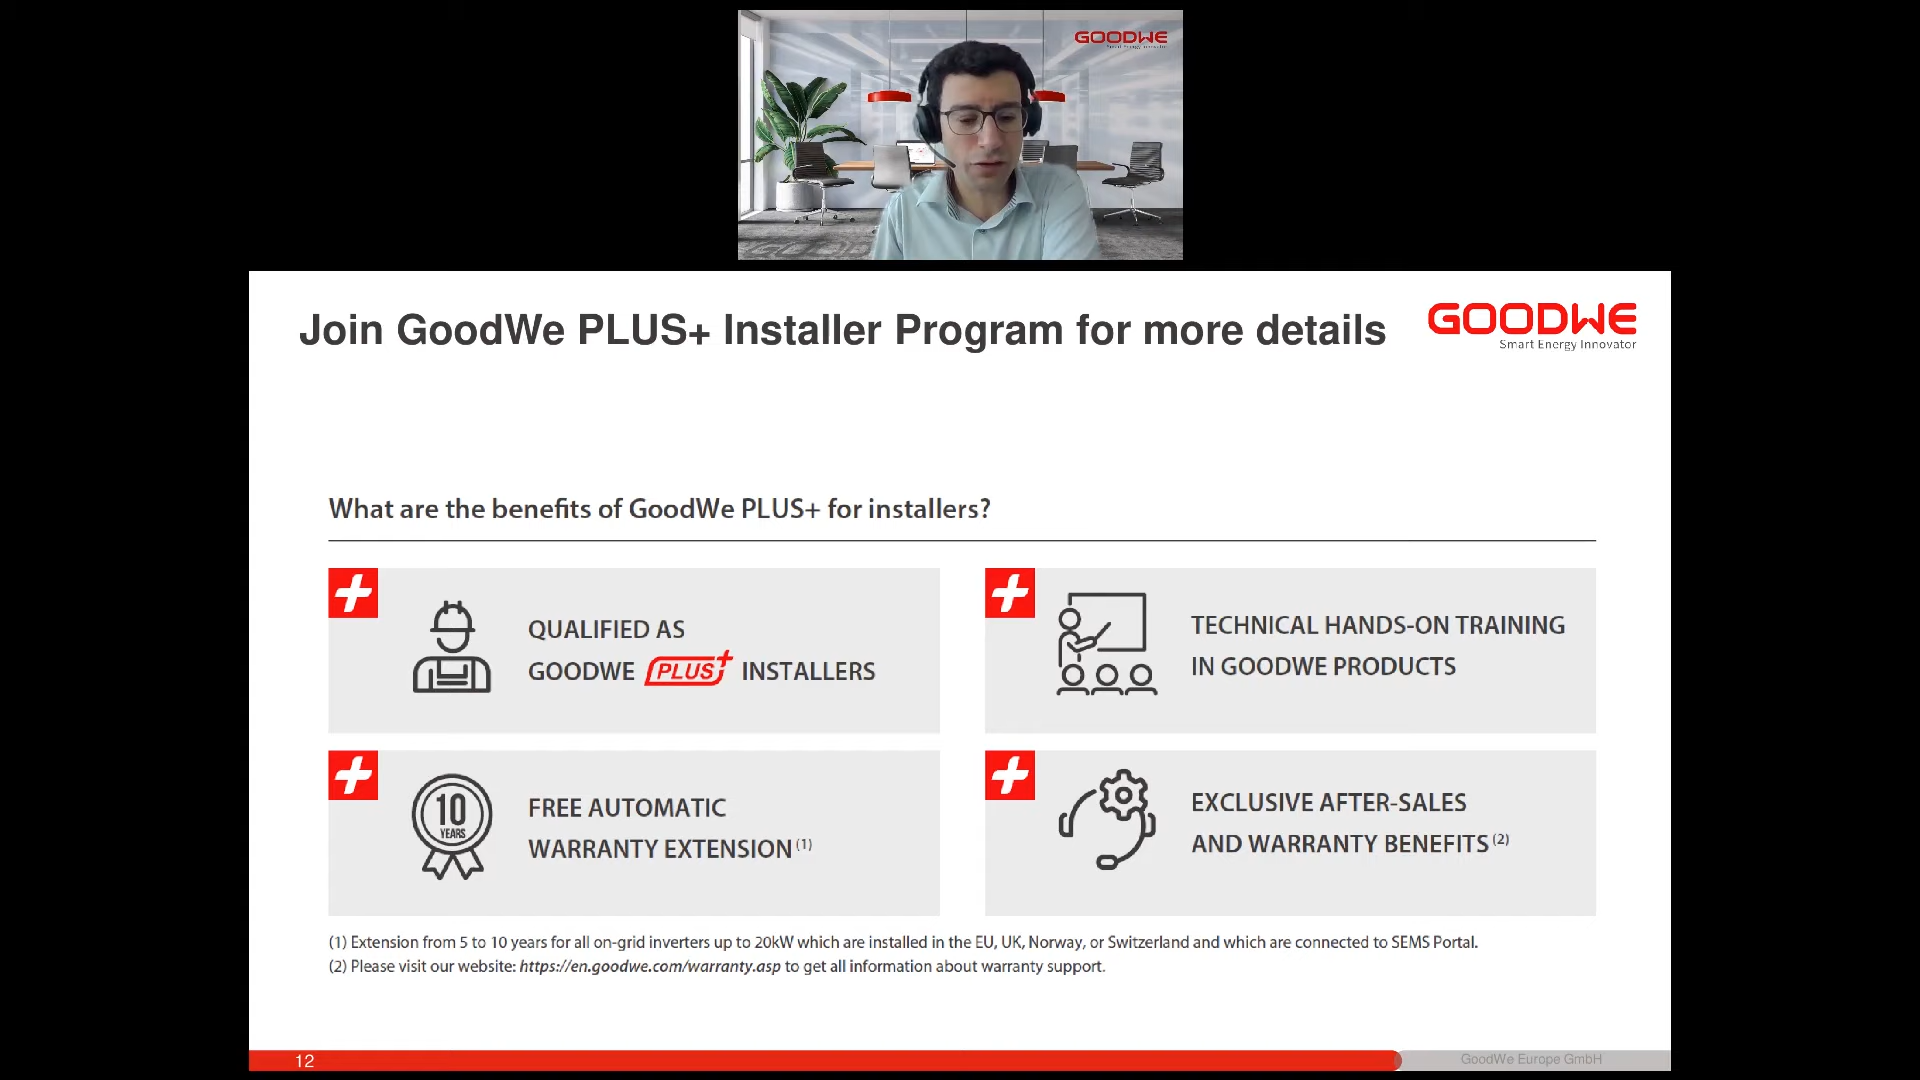 GOODWE
Join GoodWe PLUS+ Installer Program for more details
GOODWE
Smart Energy Innovator
What are the benefits of GoodWe PLUS+ for installers?
QUALIFIED AS
GOODWE PLUS+ INSTALLERS
TECHNICAL HANDS-ON TRAINING
IN GOODWE PRODUCTS
10
YEARS
FREE AUTOMATIC
WARRANTY EXTENSION (1)
EXCLUSIVE AFTER-SALES
AND WARRANTY BENEFITS (2)
(1) Extension from 5 to 10 years for all on-grid inverters up to 20kW which are installed in the EU, UK, Norway, or Switzerland and which are connected to SEMS Portal.
(2) Please visit our website: https://en.goodwe.com/warranty.asp to get all information about warranty support.
12
GoodWe Europe GmbH